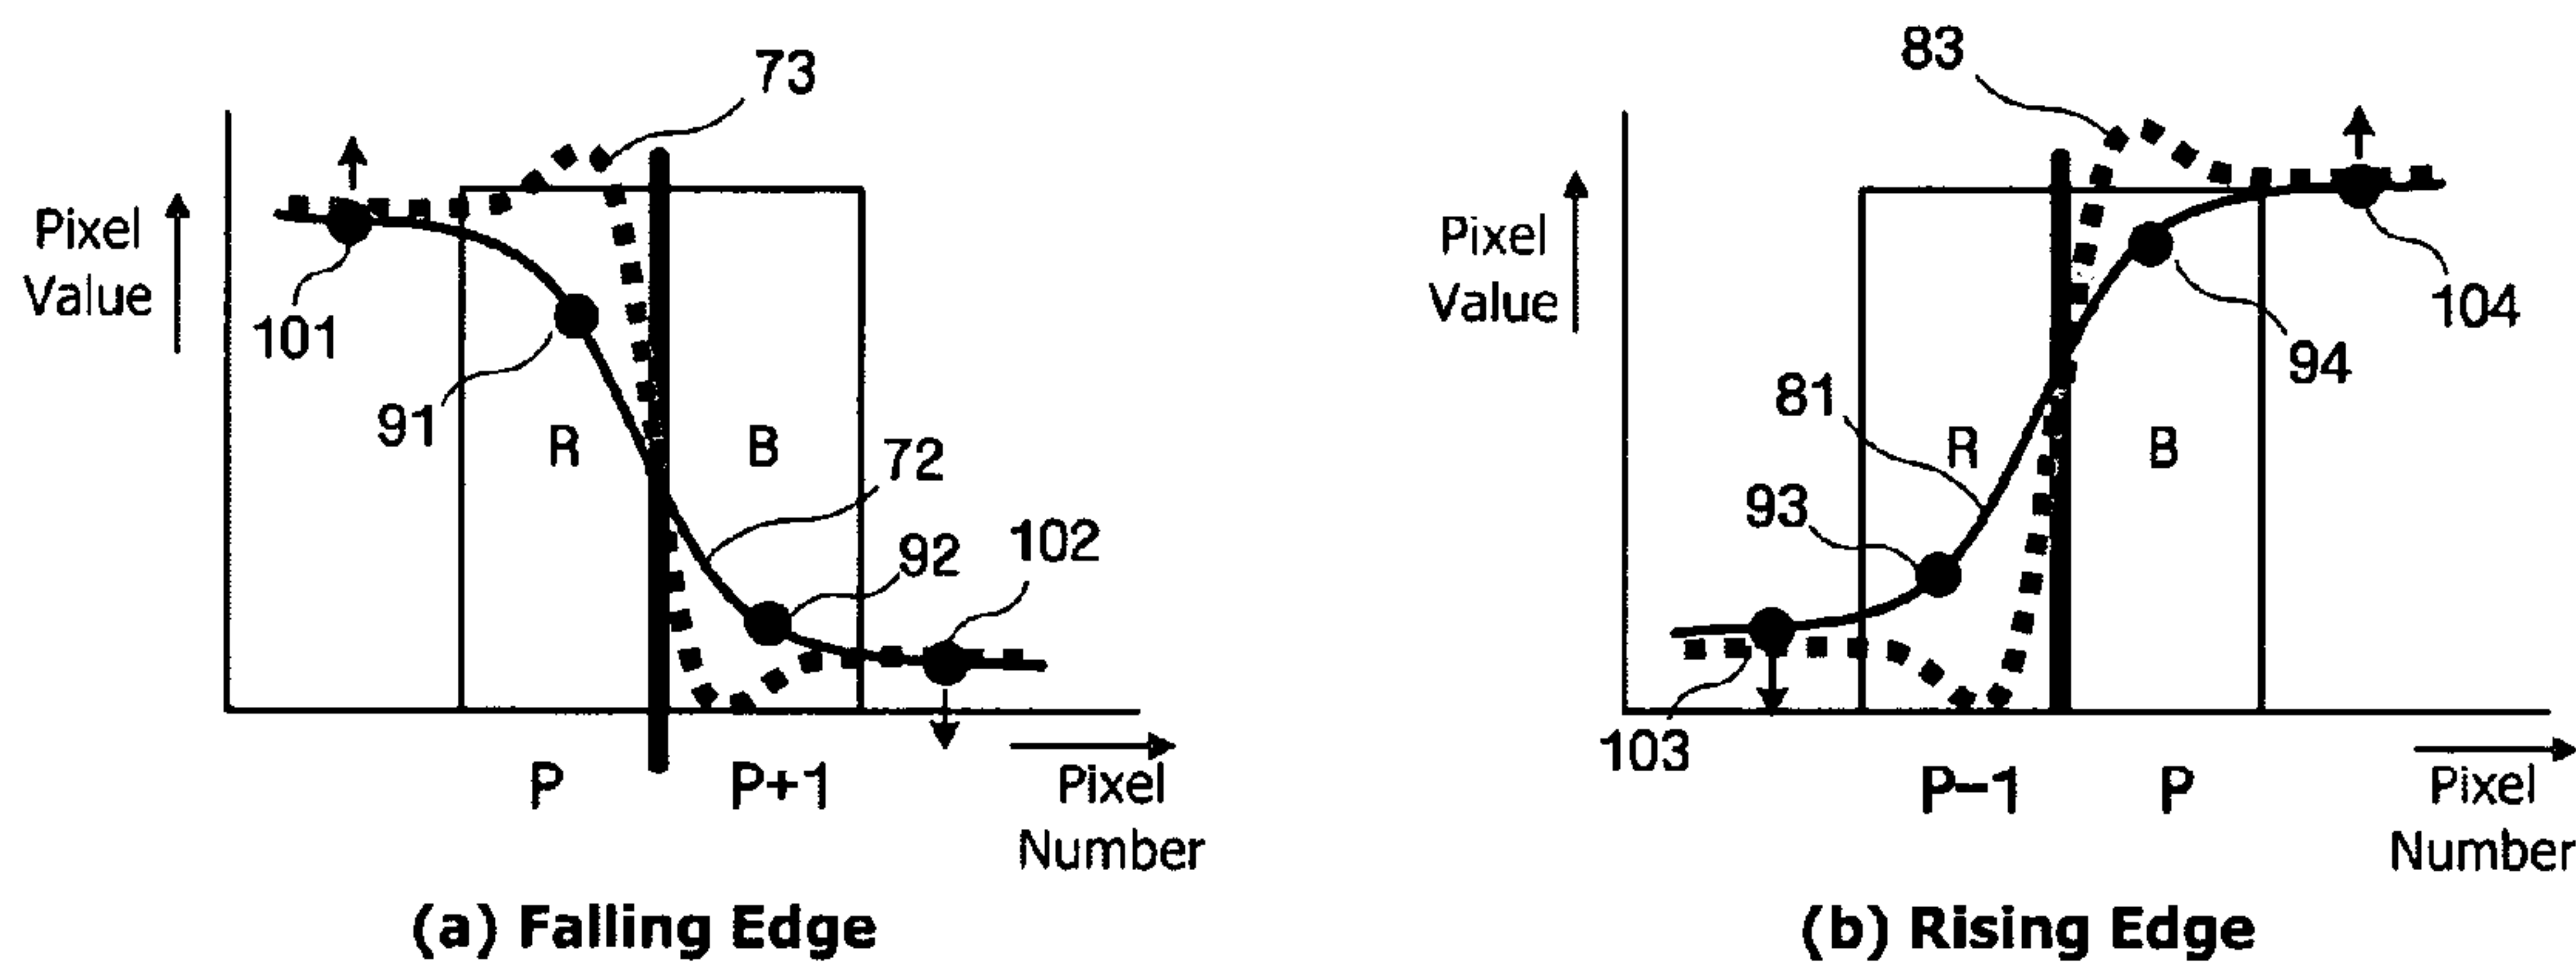 73
Pixel
Value
101
91
R
B
72
92
102
P
P+1
Pixel
Number
(a) Falling Edge
83
Pixel
Value
104
94
81
R
B
93
103
P–1
P
Pixel
Number
(b) Rising Edge